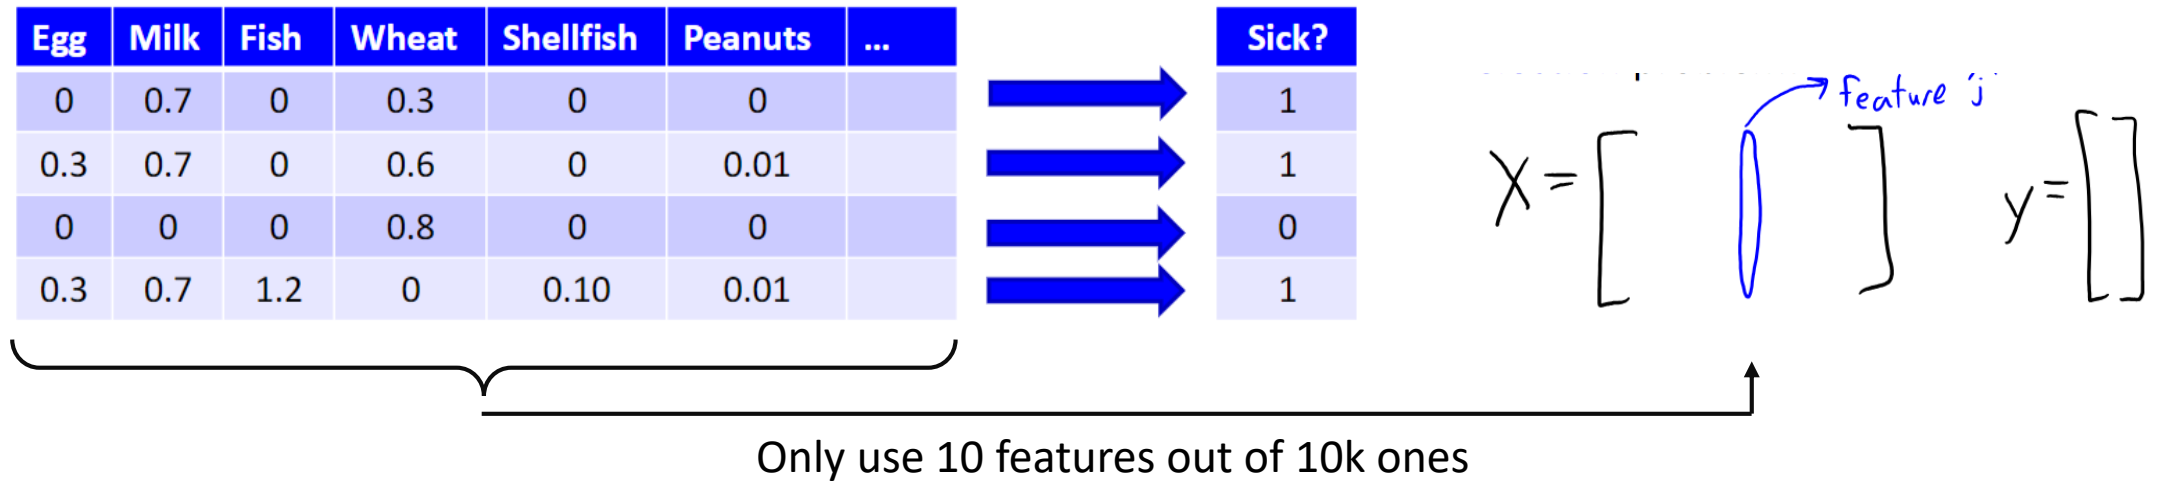 Egg Milk Fish Wheat Shellfish Peanuts ... Sick?
0 0.7 0 0.3 0 0 1
0.3 0.7 0 0.6 0 0.01 1
0 0 0 0.8 0 0 0
0.3 0.7 1.2 0 0.10 0.01 1
feature j
X = [ ]
y = [ ]
Only use 10 features out of 10k ones